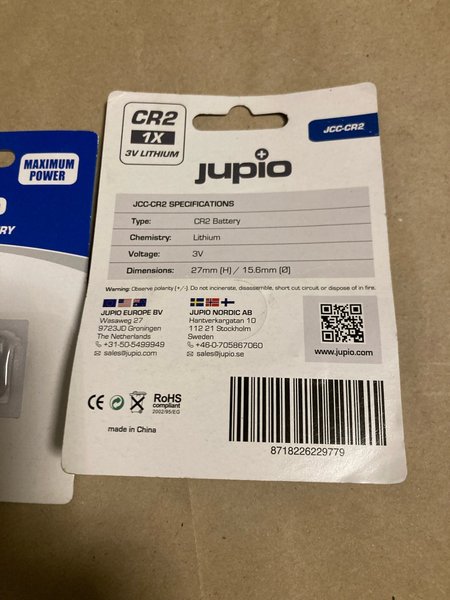 CR2
1X
3V LITHIUM
JCC-CR2
jupio
MAXIMUM
POWER
JCC-CR2 SPECIFICATIONS
Type: CR2 Battery
Chemistry: Lithium
Voltage: 3V
Dimensions: 27mm (H) / 15.6mm (Ø)
Warning: Observe polarity (+/-). Do not incinerate, disassemble, short circuit or dispose of in fire.
JUPIO EUROPE BV
Wasaweg 27
9723JD Groningen
The Netherlands
+31-50-5499949
sales@jupio.com
JUPIO NORDIC AB
Hantverkargatan 10
112 21 Stockholm
Sweden
+46-0-705867060
sales@jupio.se
www.jupio.com
CE
RoHS
compliant
2002/95/EG
made in China
8718226229779